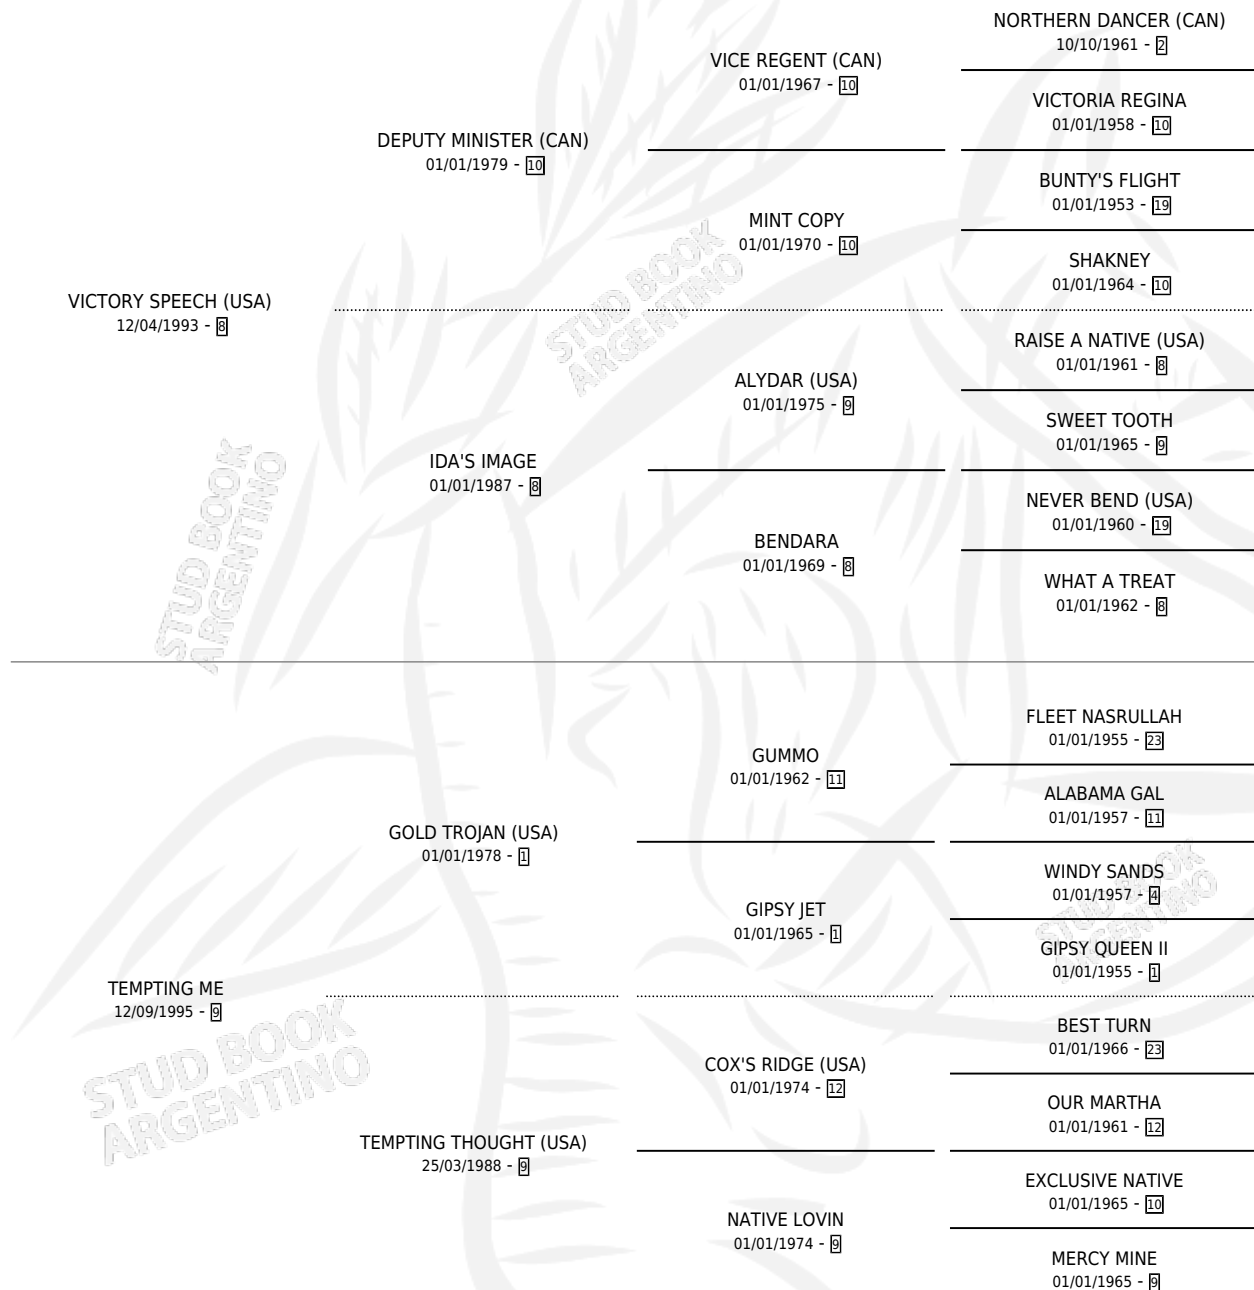 NORTHERN DANCER (CAN)
10/10/1961 - 2
VICE REGENT (CAN)
01/01/1967 - 10
VICTORIA REGINA
01/01/1958 - 10
DEPUTY MINISTER (CAN)
01/01/1979 - 10
BUNTY'S FLIGHT
01/01/1953 - 19
MINT COPY
01/01/1970 - 10
SHAKNEY
01/01/1964 - 10
VICTORY SPEECH (USA)
12/04/1993 - 8
STUD BOOK
ARGENTINO
RAISE A NATIVE (USA)
01/01/1961 - 8
ALYDAR (USA)
01/01/1975 - 9
SWEET TOOTH
01/01/1965 - 9
IDA'S IMAGE
01/01/1987 - 8
NEVER BEND (USA)
01/01/1960 - 19
BENDARA
01/01/1969 - 8
WHAT A TREAT
01/01/1962 - 8
STUD BOOK
ARGENTINO
FLEET NASRULLAH
01/01/1955 - 23
GUMMO
01/01/1962 - 11
ALABAMA GAL
01/01/1957 - 11
GOLD TROJAN (USA)
01/01/1978 - 1
WINDY SANDS
01/01/1957 - 4
GIPSY JET
01/01/1965 - 1
GIPSY QUEEN II
01/01/1955 - 1
STUD BOOK
ARGENTINO
TEMPTING ME
12/09/1995 - 9
BEST TURN
01/01/1966 - 23
COX'S RIDGE (USA)
01/01/1974 - 12
OUR MARTHA
01/01/1961 - 12
STUD BOOK
ARGENTINO
TEMPTING THOUGHT (USA)
25/03/1988 - 9
EXCLUSIVE NATIVE
01/01/1965 - 10
NATIVE LOVIN
01/01/1974 - 9
MERCY MINE
01/01/1965 - 9